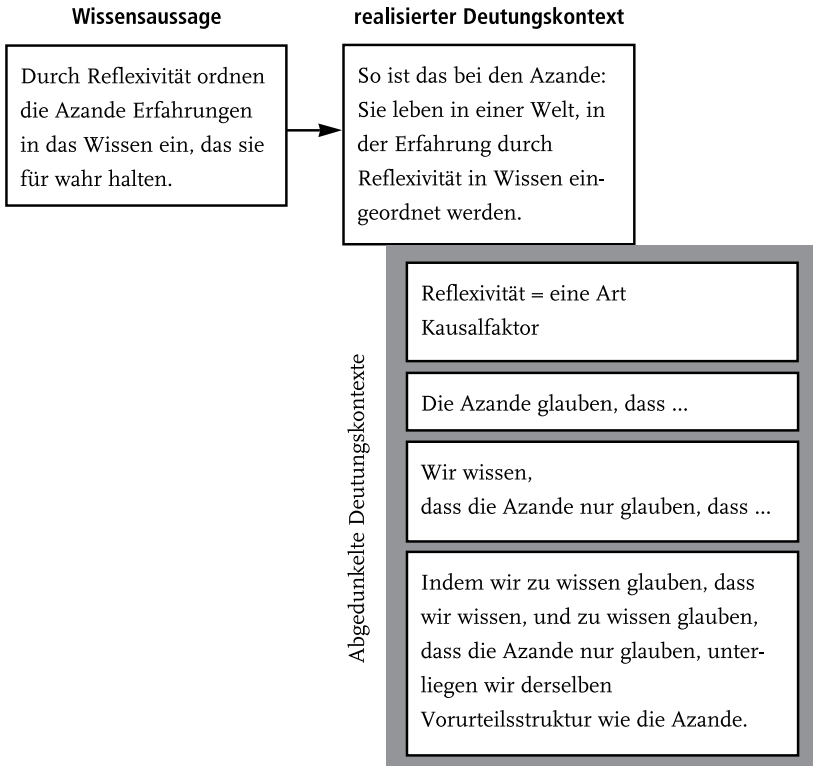 Wissensaussage
realisierter Deutungskontext
Durch Reflexivität ordnen
die Azande Erfahrungen
in das Wissen ein, das sie
für wahr halten.
So ist das bei den Azande:
Sie leben in einer Welt, in
der Erfahrung durch
Reflexivität in Wissen ein-
geordnet werden.
Abgedunkelte Deutungskontexte
Reflexivität = eine Art
Kausalfaktor
Die Azande glauben, dass ...
Wir wissen,
dass die Azande nur glauben, dass ...
Indem wir zu wissen glauben, dass
wir wissen, und zu wissen glauben,
dass die Azande nur glauben, unter-
liegen wir derselben
Vorurteilsstruktur wie die Azande.